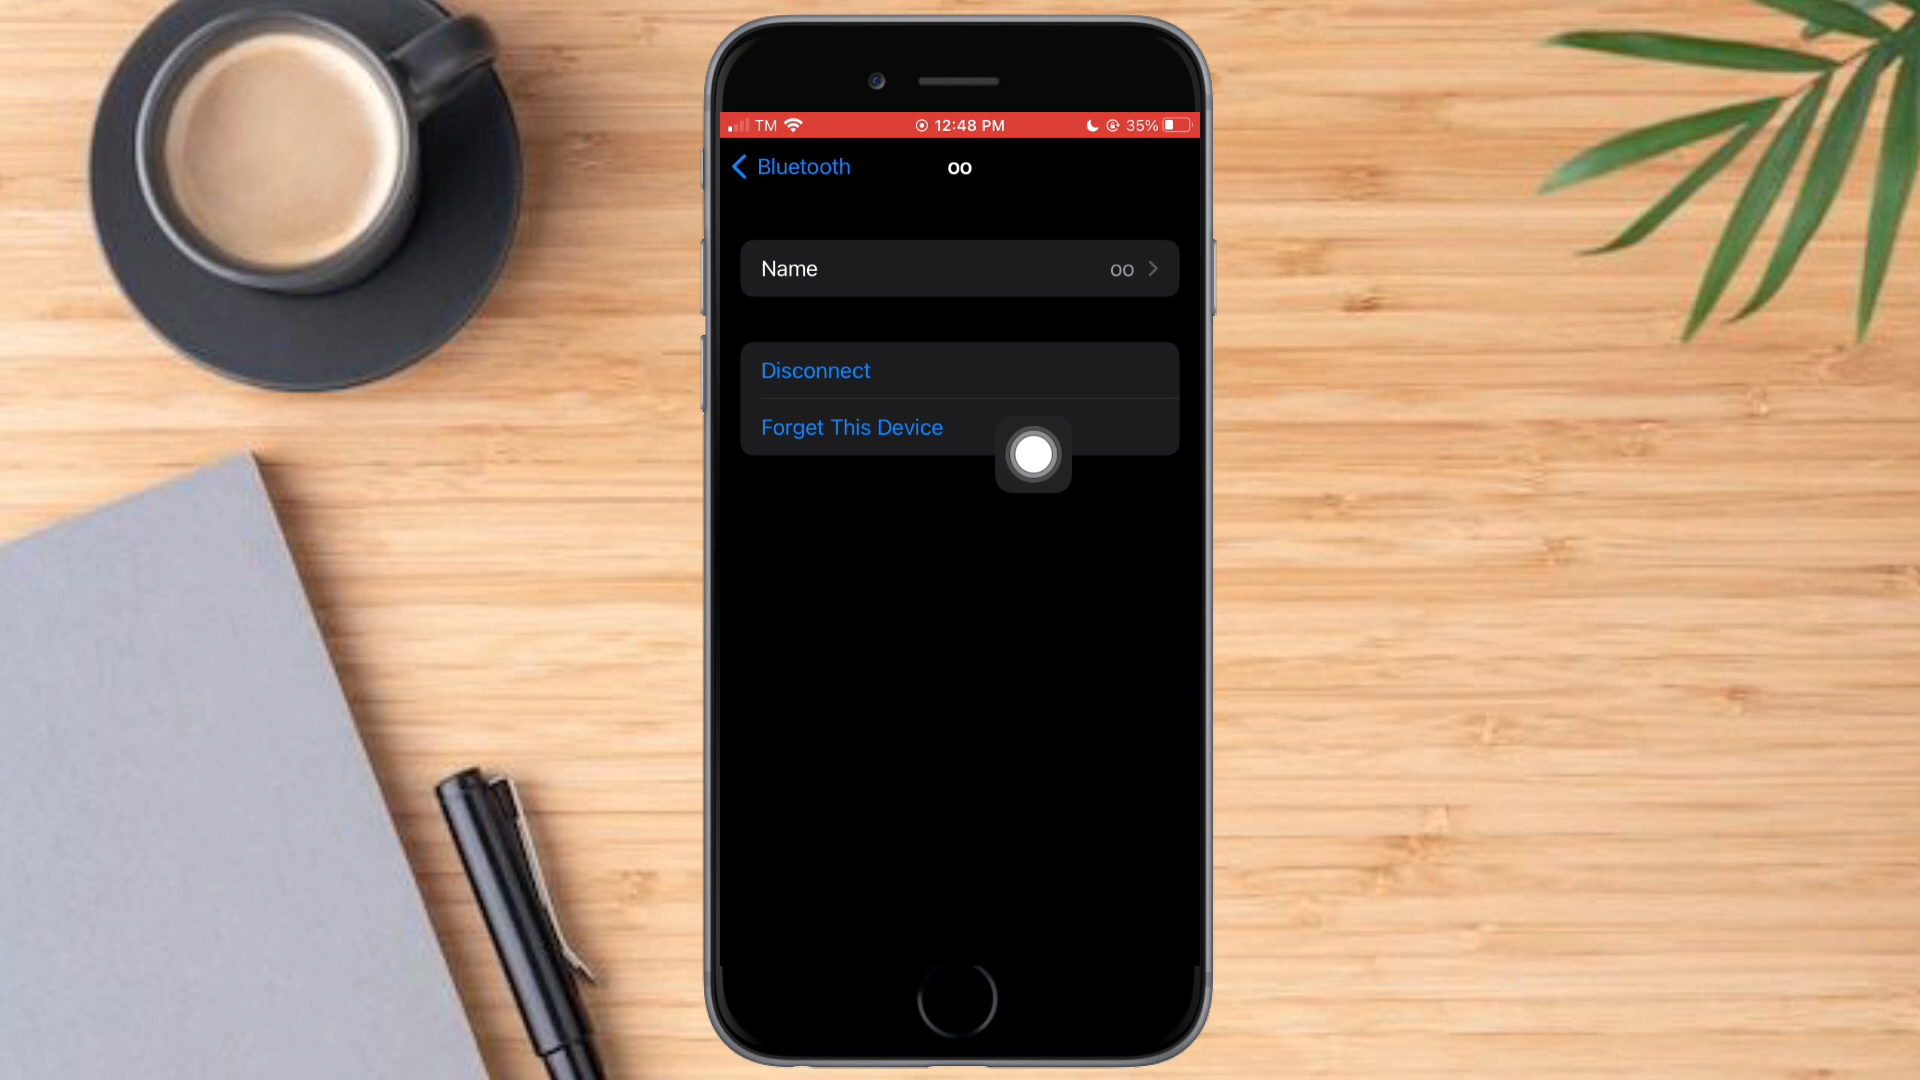 TM 12:48 PM 35%
Bluetooth oo
Name oo
Disconnect
Forget This Device